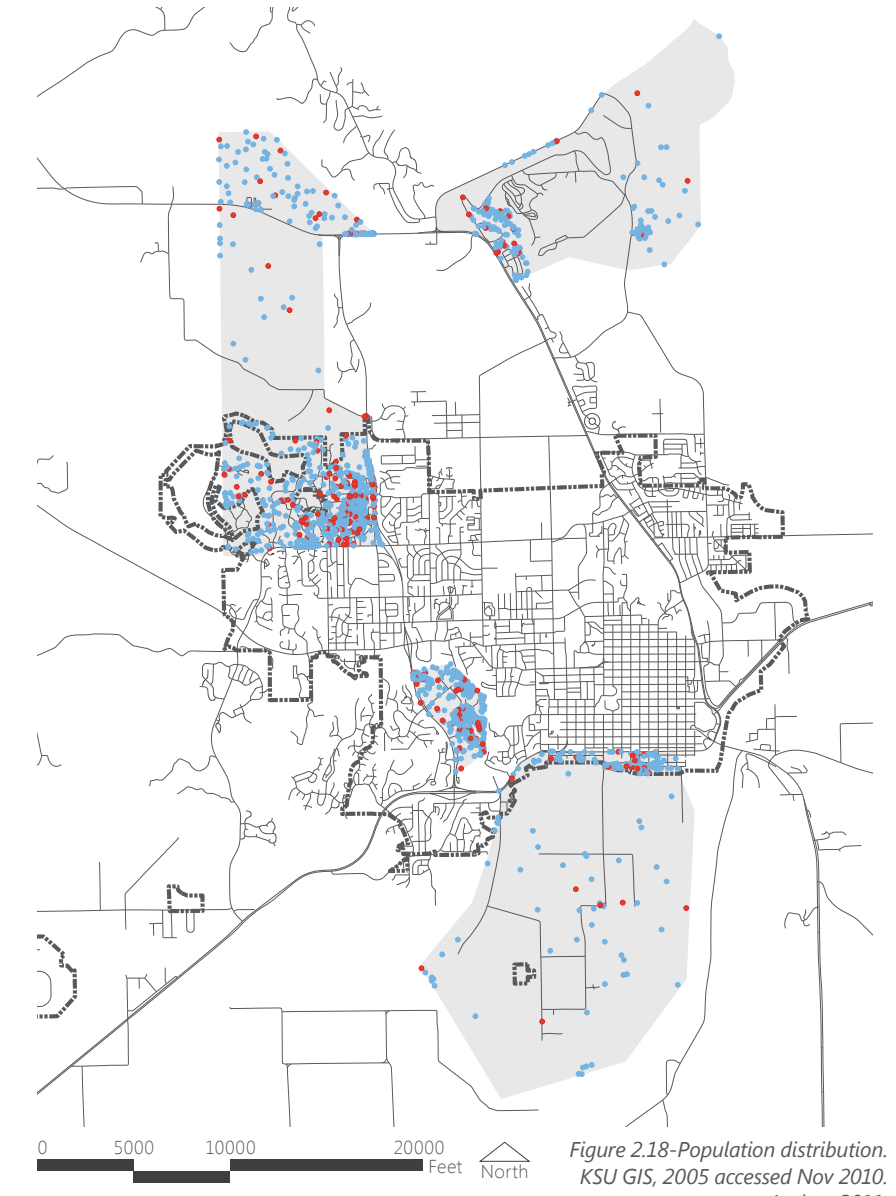 0 5000 10000 20000
Feet
North
Figure 2.18-Population distribution.
KSU GIS, 2005 accessed Nov 2010.